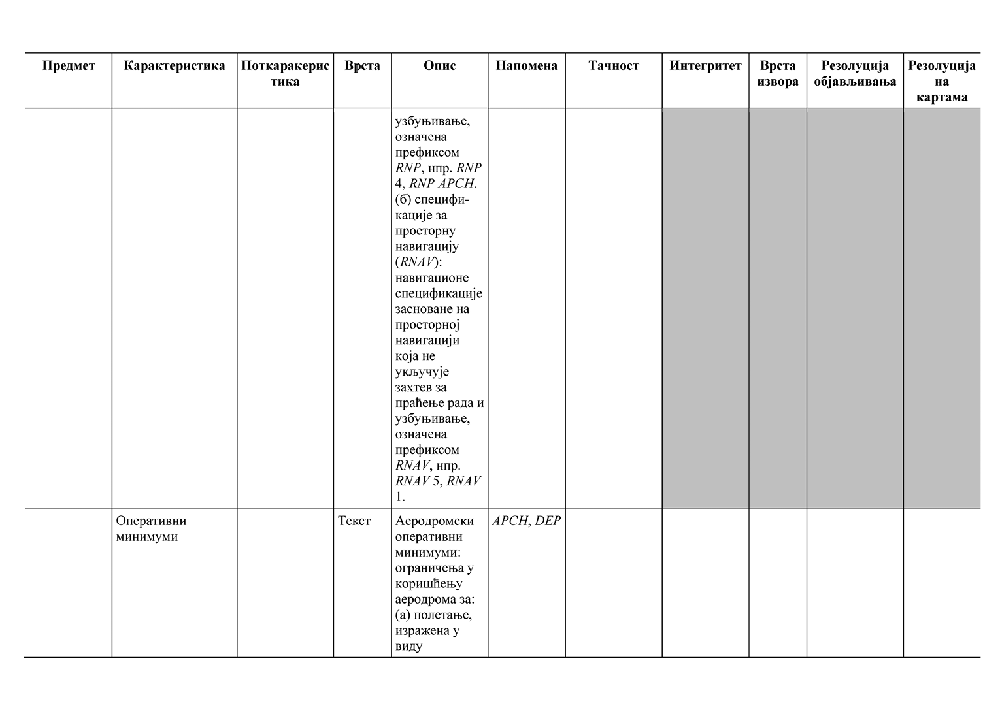 Предмет
Карактеристика
Поткаракерис
тика
Врста
Опис
Напомена
Тачност
Интегритет
Врста
извора
Резолуција
објављивања
Резолуција
на
картама
узбуњивање,
означена
префиксом
RNP, нпр. RNP
4, RNP APCH.
(б) специфи-
кације за
просторну
навигацију
(RNAV):
навигационе
спецификације
засноване на
просторној
навигацији
која не
укључује
захтев за
праћење рада и
узбуњивање,
означена
префиксом
RNAV, нпр.
RNAV 5, RNAV
1.
Оперативни
минимуми
Текст
Аеродромски
оперативни
минимуми:
ограничења у
коришћењу
аеродрома за:
(а) полетање,
изражена у
виду
APCH, DEP